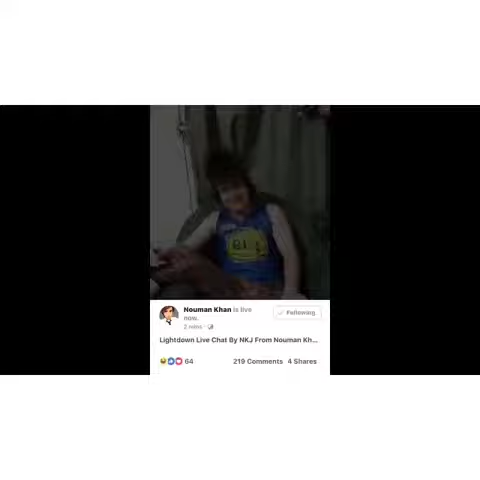 Nouman Khan is live
now.
2 mins
Following
Lightdown Live Chat By NKJ From Nouman Kh...
64
219 Comments 4 Shares